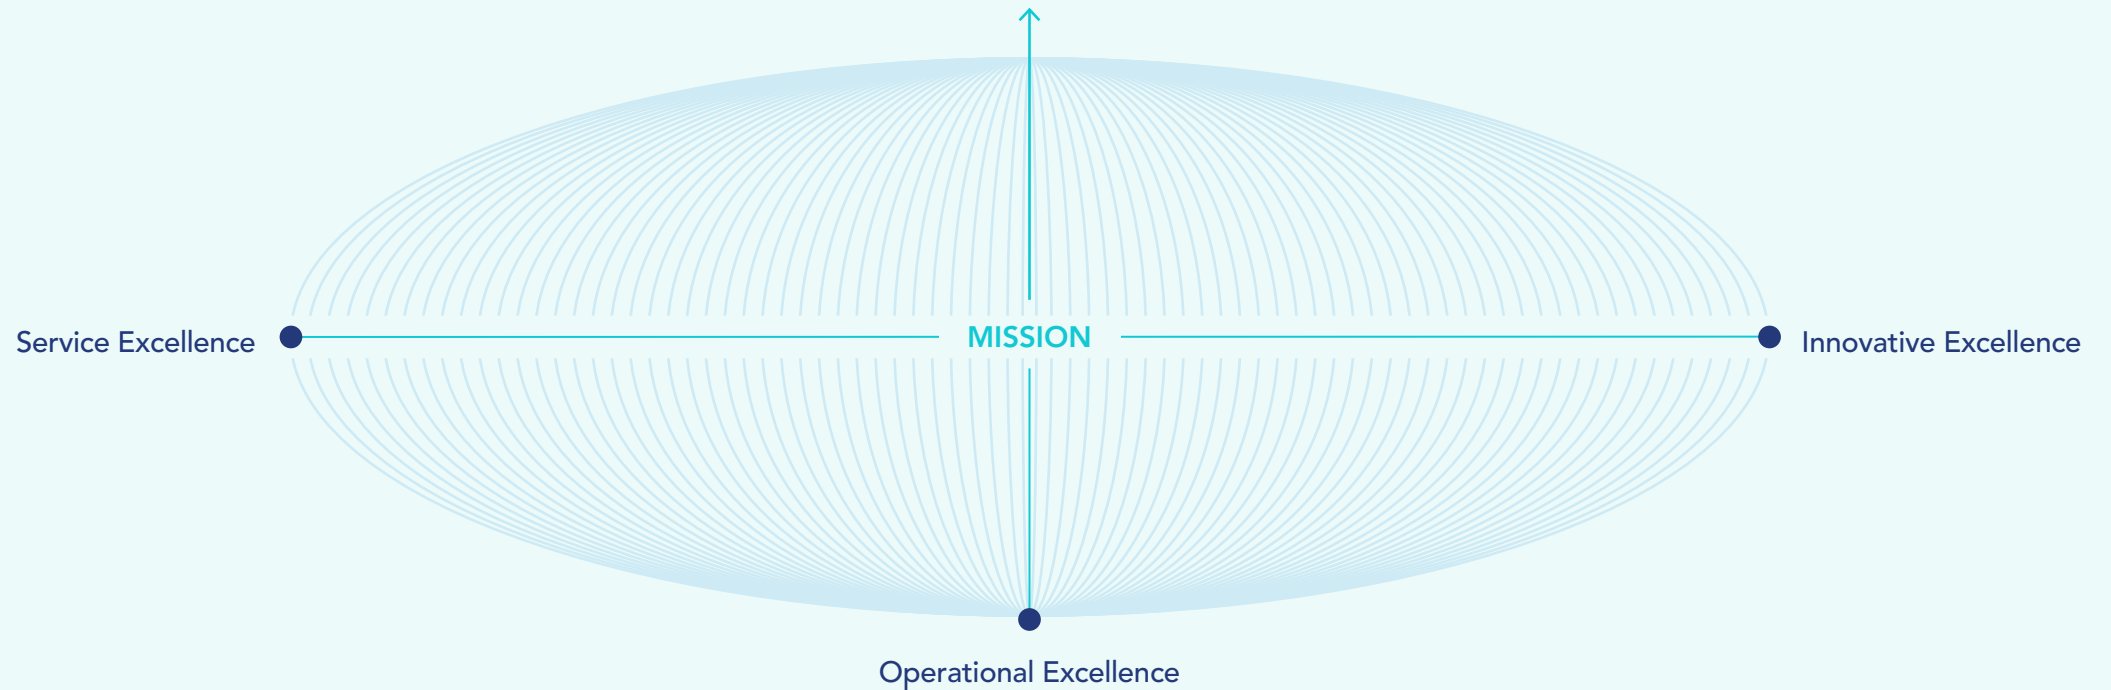 Service Excellence
MISSION
Innovative Excellence
Operational Excellence